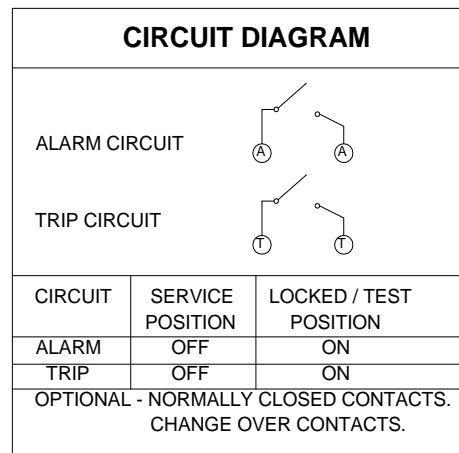 CIRCUIT DIAGRAM
ALARM CIRCUIT
A A
TRIP CIRCUIT
T T
CIRCUIT SERVICE POSITION LOCKED / TEST POSITION
ALARM OFF ON
TRIP OFF ON
OPTIONAL - NORMALLY CLOSED CONTACTS.
CHANGE OVER CONTACTS.